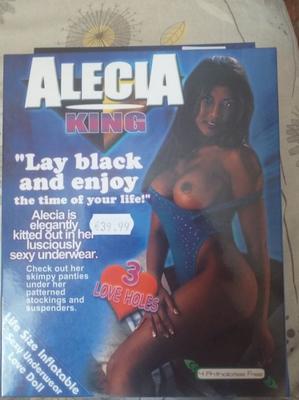 ALECIA
KING
"Lay black
and enjoy
the time of your life!"
Alecia is
elegantly
kitted out in her
lusciously
sexy underwear.
£39.99
Check out her
skimpy panties
under her
patterned
stockings and
suspenders.
3
LOVE HOLES
Life Size Inflatable
Sexy Underwear
Love Doll
Phthalates Free